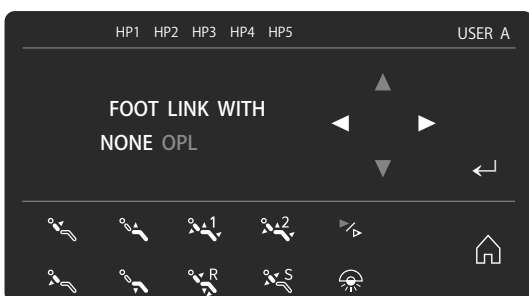 HP1 HP2 HP3 HP4 HP5 USER A
FOOT LINK WITH
NONE OPL
1 2
R S